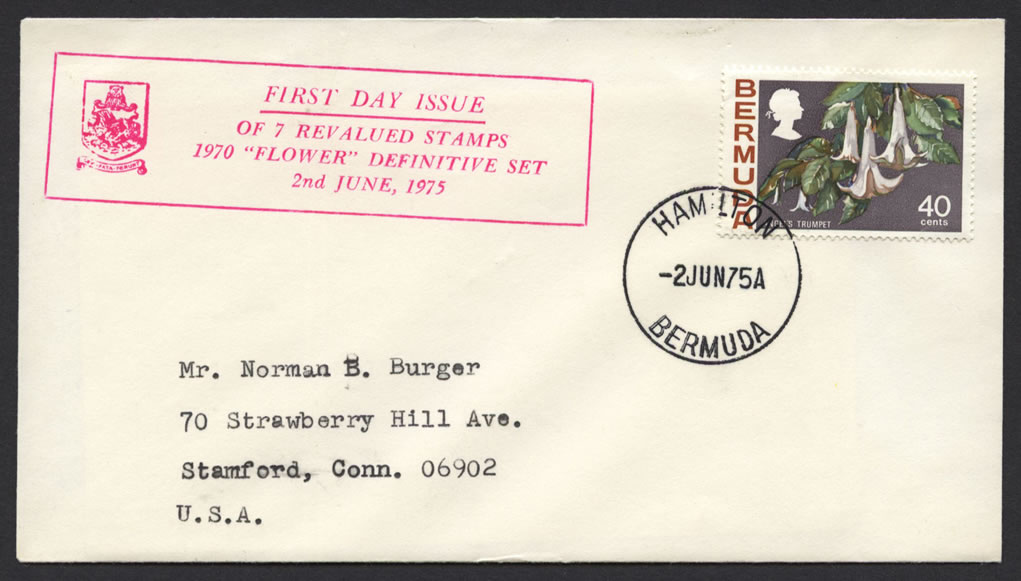 FIRST DAY ISSUE
OF 7 REVALUED STAMPS
1970 "FLOWER" DEFINITIVE SET
2nd JUNE, 1975
BERMUDA
40
cents
TRUMPET
HAMILTON
-2JUN75A
BERMUDA
Mr. Norman B. Burger
70 Strawberry Hill Ave.
Stamford, Conn. 06902
U.S.A.